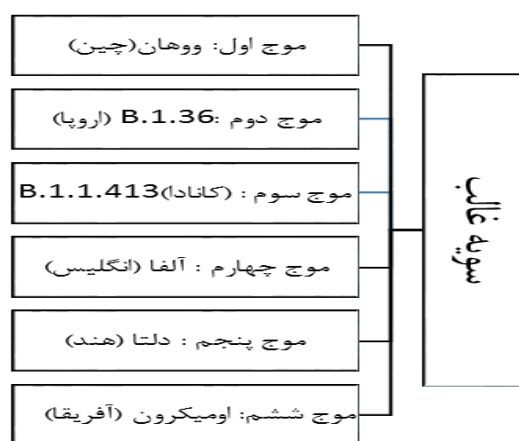 سویه غالب
موج اول: ووهان(چین)
موج دوم :B.1.36 (اروپا)
موج سوم : (کانادا)B.1.1.413
موج چهارم : آلفا (انگلیس)
موج پنجم : دلتا (هند)
موج ششم: اومیکرون (آفریقا)